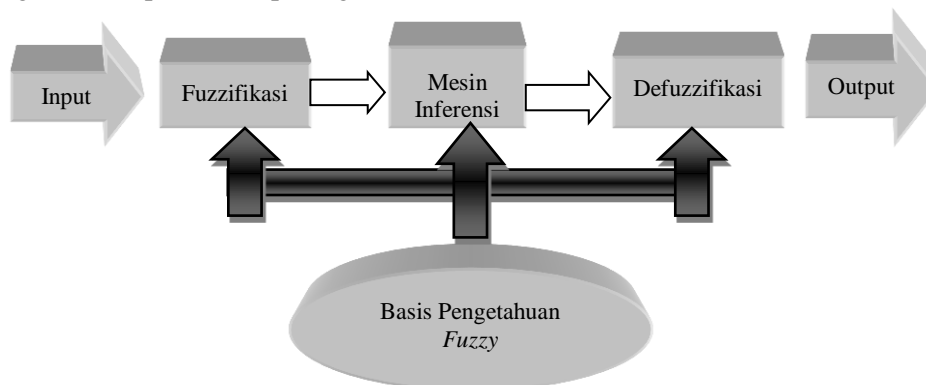 Input
Fuzzifikasi
Mesin
Inferensi
Defuzzifikasi
Output
Basis Pengetahuan
Fuzzy